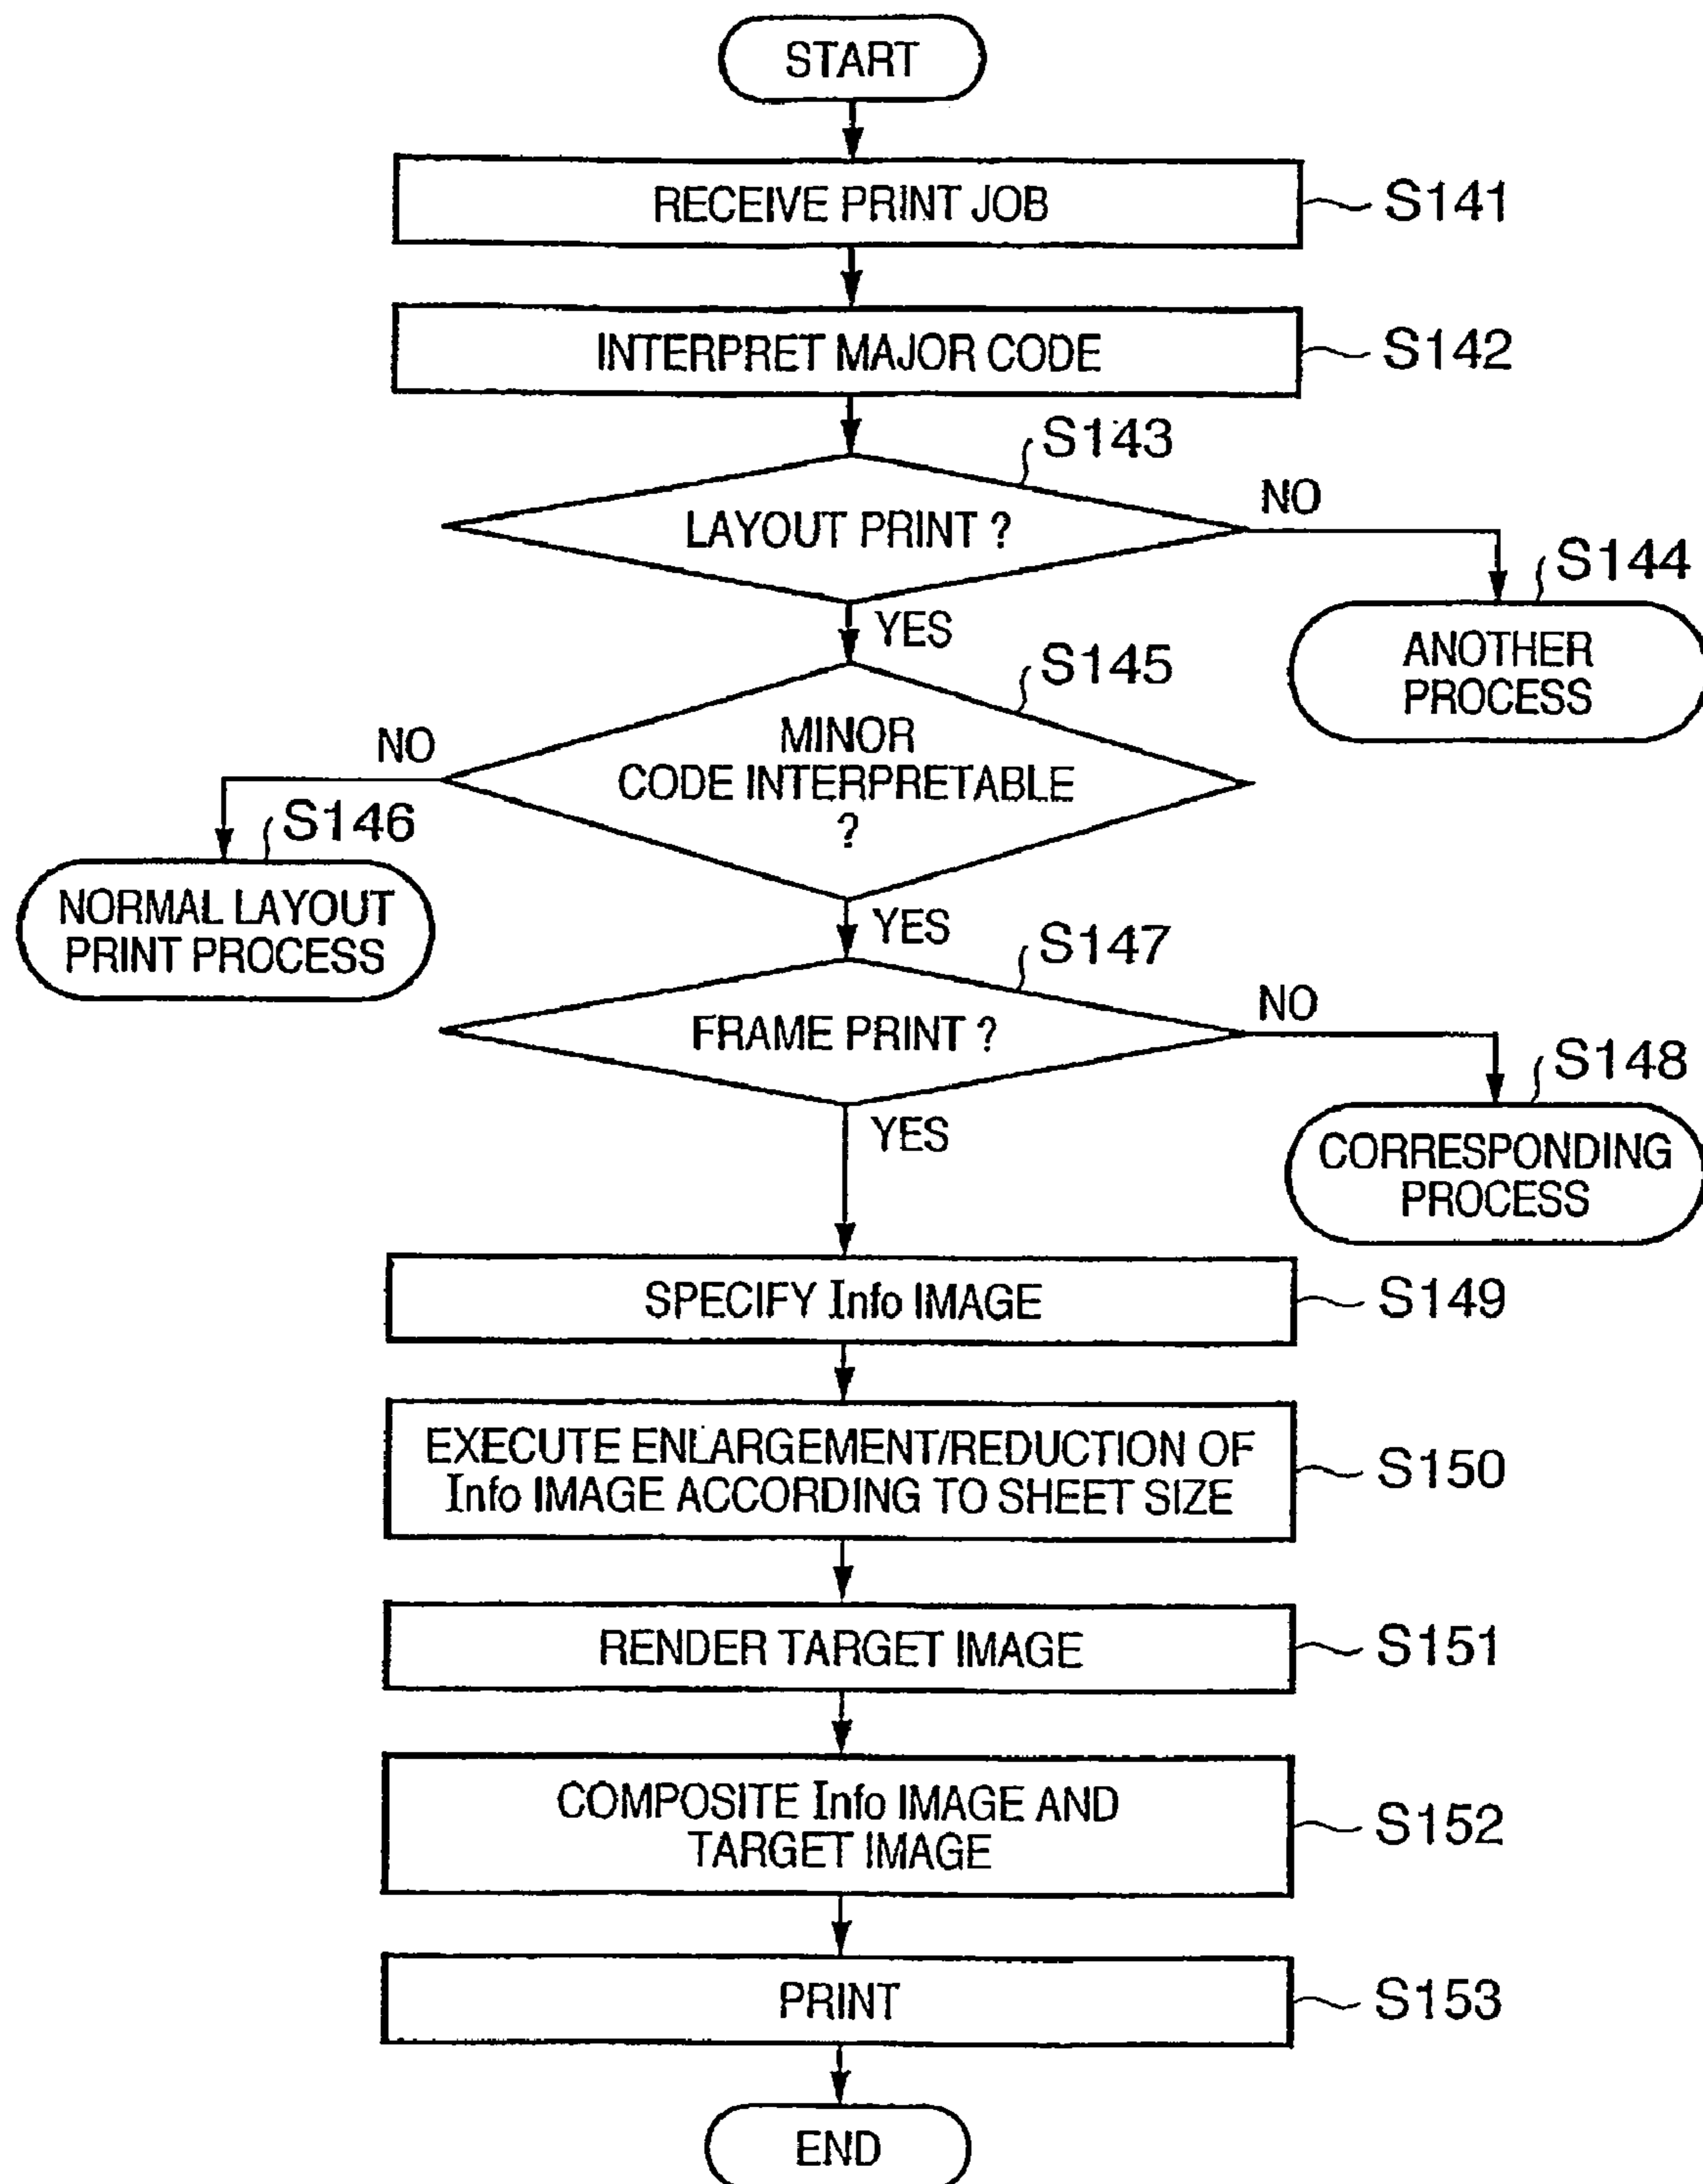 START
RECEIVE PRINT JOB
S141
INTERPRET MAJOR CODE
S142
S143
LAYOUT PRINT ?
NO
S144
ANOTHER
PROCESS
YES
S145
MINOR
CODE INTERPRETABLE
?
NO
S146
NORMAL LAYOUT
PRINT PROCESS
YES
S147
FRAME PRINT ?
NO
S148
CORRESPONDING
PROCESS
YES
SPECIFY Info IMAGE
S149
EXECUTE ENLARGEMENT/REDUCTION OF
Info IMAGE ACCORDING TO SHEET SIZE
S150
RENDER TARGET IMAGE
S151
COMPOSITE Info IMAGE AND
TARGET IMAGE
S152
PRINT
S153
END